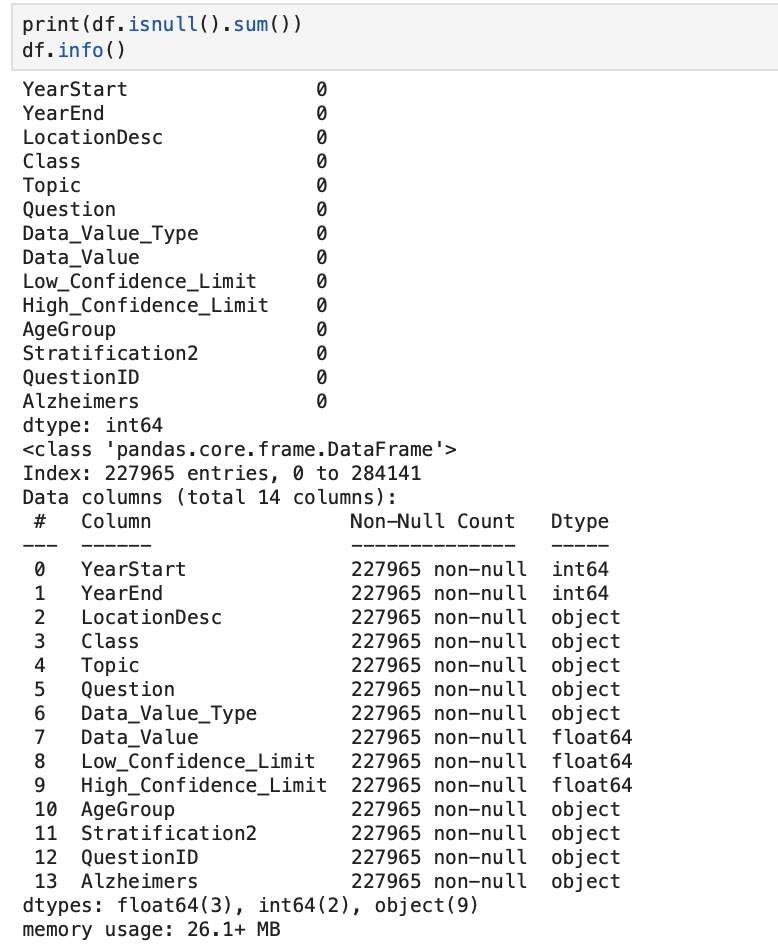 print(df.isnull().sum())
df.info()
YearStart 0
YearEnd 0
LocationDesc 0
Class 0
Topic 0
Question 0
Data_Value_Type 0
Data_Value 0
Low_Confidence_Limit 0
High_Confidence_Limit 0
AgeGroup 0
Stratification2 0
QuestionID 0
Alzheimers 0
dtype: int64
<class 'pandas.core.frame.DataFrame'>
Index: 227965 entries, 0 to 284141
Data columns (total 14 columns):
# Column Non-Null Count Dtype
--- ------ -------------- -----
0 YearStart 227965 non-null int64
1 YearEnd 227965 non-null int64
2 LocationDesc 227965 non-null object
3 Class 227965 non-null object
4 Topic 227965 non-null object
5 Question 227965 non-null object
6 Data_Value_Type 227965 non-null object
7 Data_Value 227965 non-null float64
8 Low_Confidence_Limit 227965 non-null float64
9 High_Confidence_Limit 227965 non-null float64
10 AgeGroup 227965 non-null object
11 Stratification2 227965 non-null object
12 QuestionID 227965 non-null object
13 Alzheimers 227965 non-null object
dtypes: float64(3), int64(2), object(9)
memory usage: 26.1+ MB